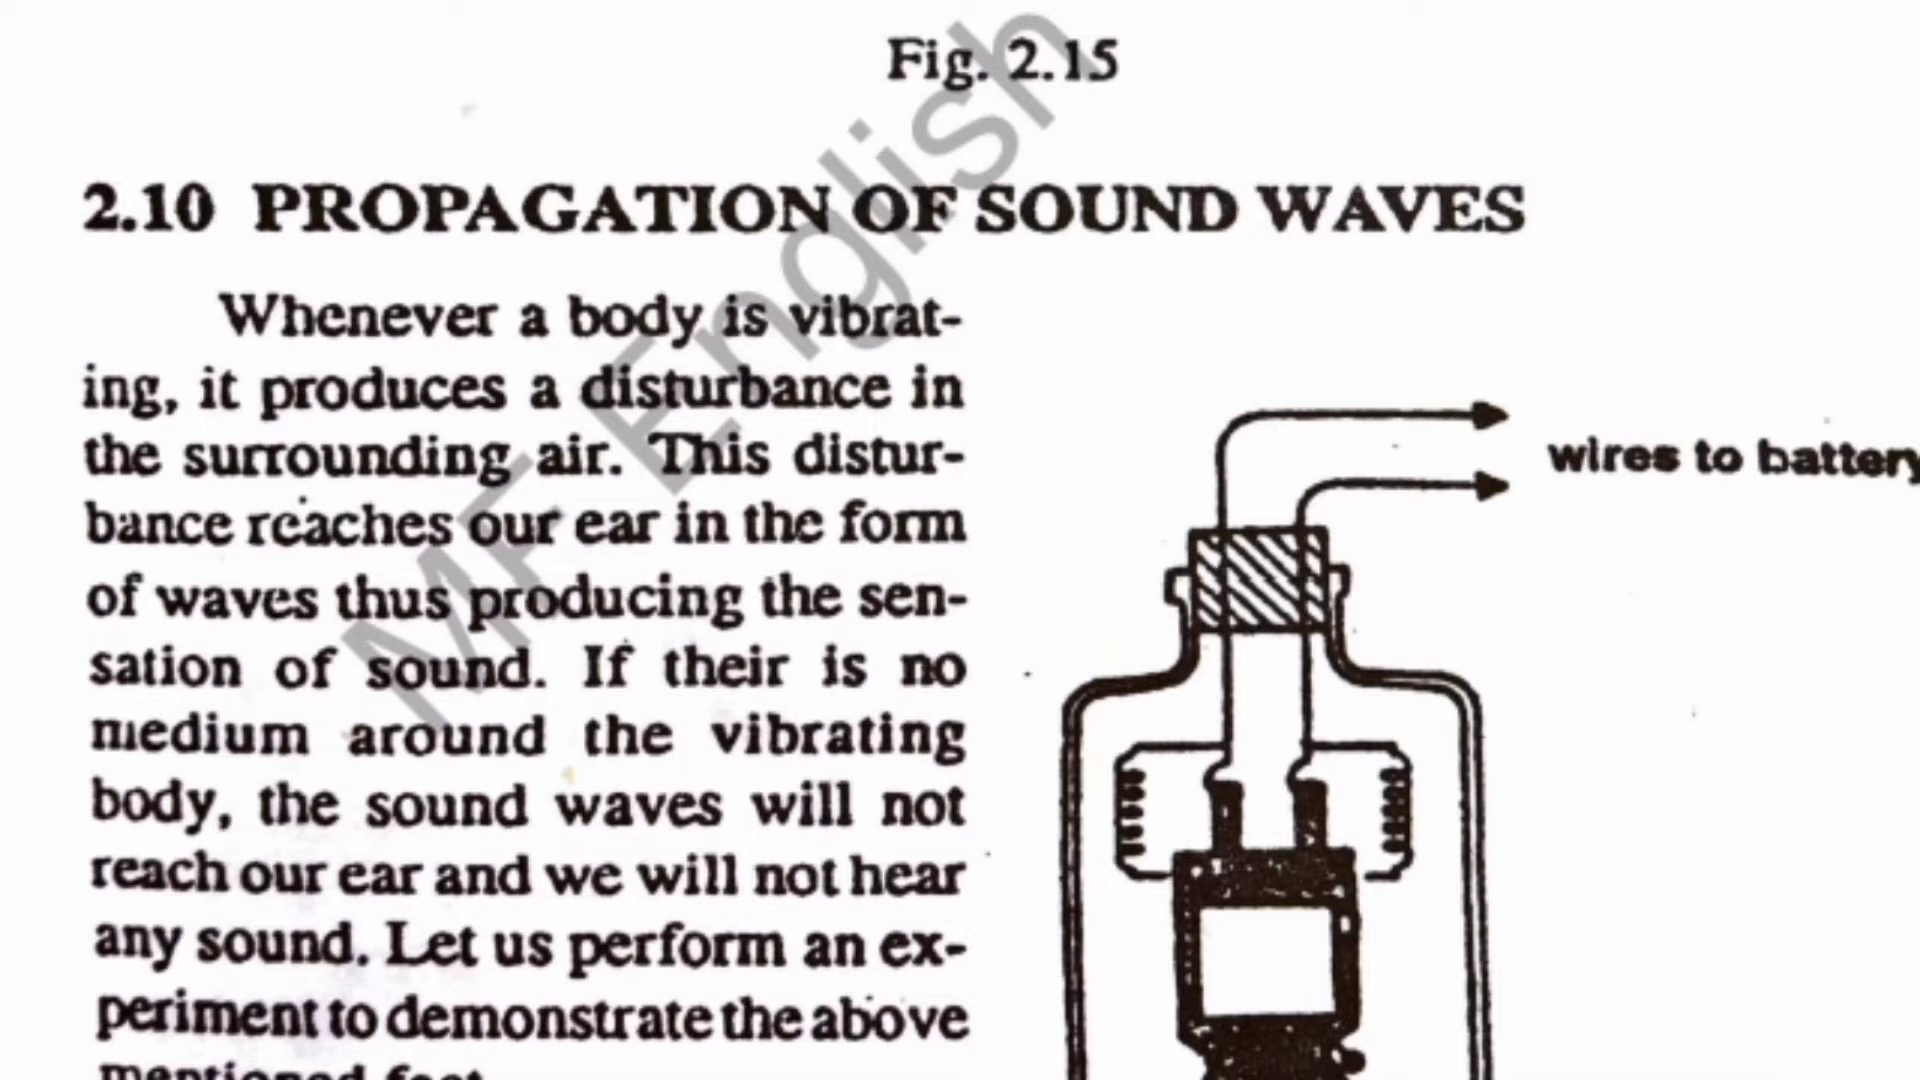 Fig. 2.15
2.10 PROPAGATION OF SOUND WAVES
Whenever a body is vibrat-
ing, it produces a disturbance in
the surrounding air. This distur-
bance reaches our ear in the form
of waves thus producing the sen-
sation of sound. If their is no
medium around the vibrating
body, the sound waves will not
reach our ear and we will not hear
any sound. Let us perform an ex-
periment to demonstrate the above
mentioned fact.
wires to battery
MF English